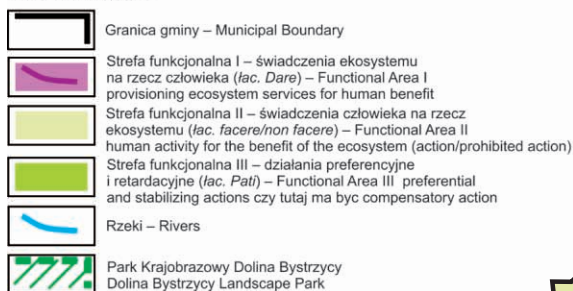 Granica gminy – Municipal Boundary
Strefa funkcjonalna I – świadczenia ekosystemu
na rzecz człowieka (łac. Dare) – Functional Area I
provisioning ecosystem services for human benefit
Strefa funkcjonalna II – świadczenia człowieka na rzecz
ekosystemu (łac. facere/non facere) – Functional Area II
human activity for the benefit of the ecosystem (action/prohibited action)
Strefa funkcjonalna III – działania preferencyjne
i retardacyjne (łac. Pati) – Functional Area III preferential
and stabilizing actions czy tutaj ma byc compensatory action
Rzeki – Rivers
Park Krajobrazowy Dolina Bystrzycy
Dolina Bystrzycy Landscape Park